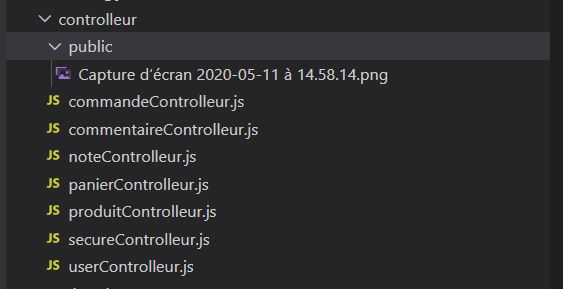 controlleur
public
Capture d'écran 2020-05-11 à 14.58.14.png
JS commandeControlleur.js
JS commentaireControlleur.js
JS noteControlleur.js
JS panierControlleur.js
JS produitControlleur.js
JS secureControlleur.js
JS userControlleur.js